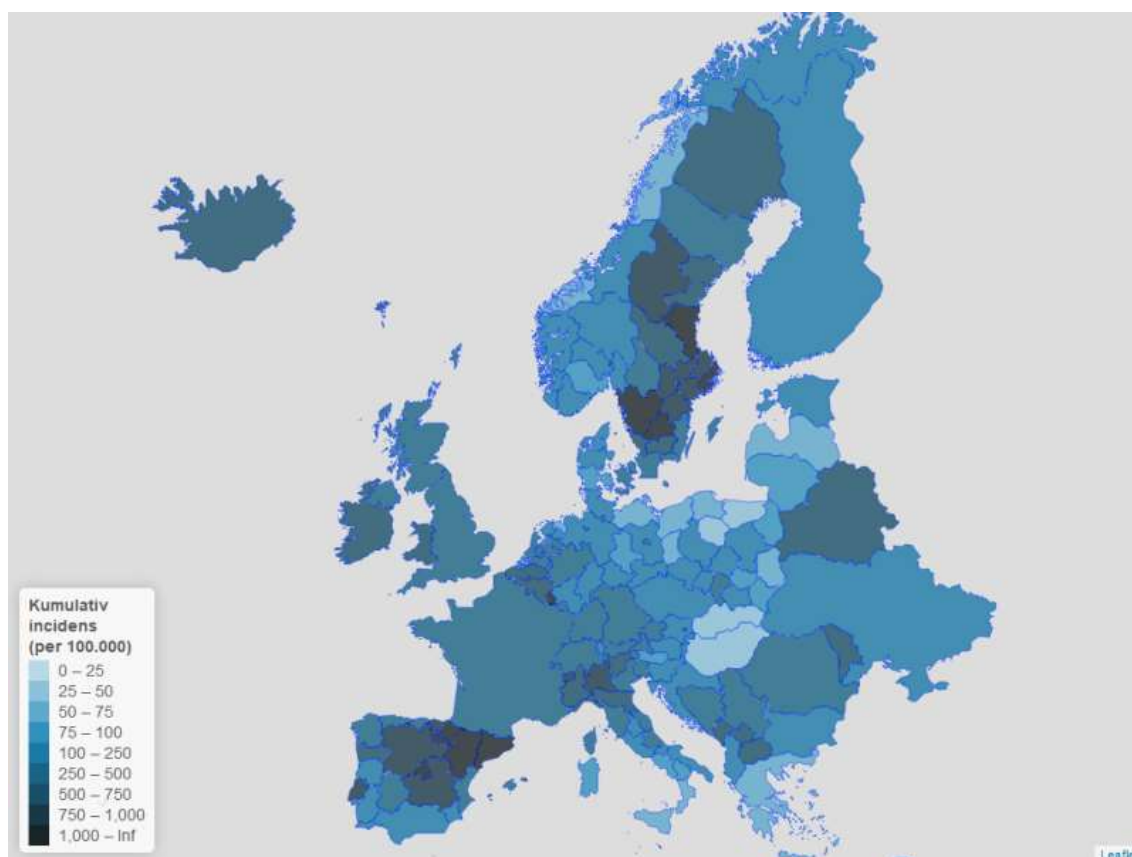 Kumulativ
incidens
(per 100.000)
0 – 25
25 – 50
50 – 75
75 – 100
100 – 250
250 – 500
500 – 750
750 – 1,000
1,000 – Inf